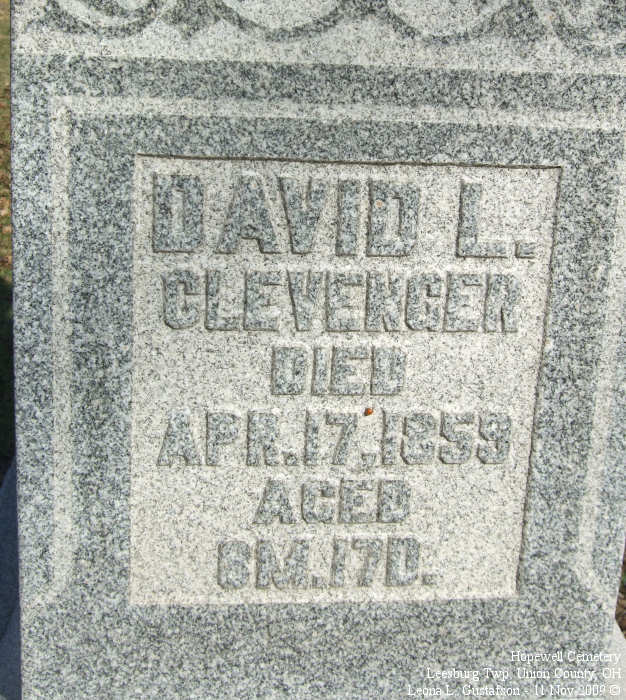 DAVID L.
CLEVENGER
DIED
APR. 17, 1859
AGED
6M. 17D.
Hopewell Cemetery
Leesburg Twp. Union County, OH
Leona L. Gustafson - 11 Nov 2009 ©